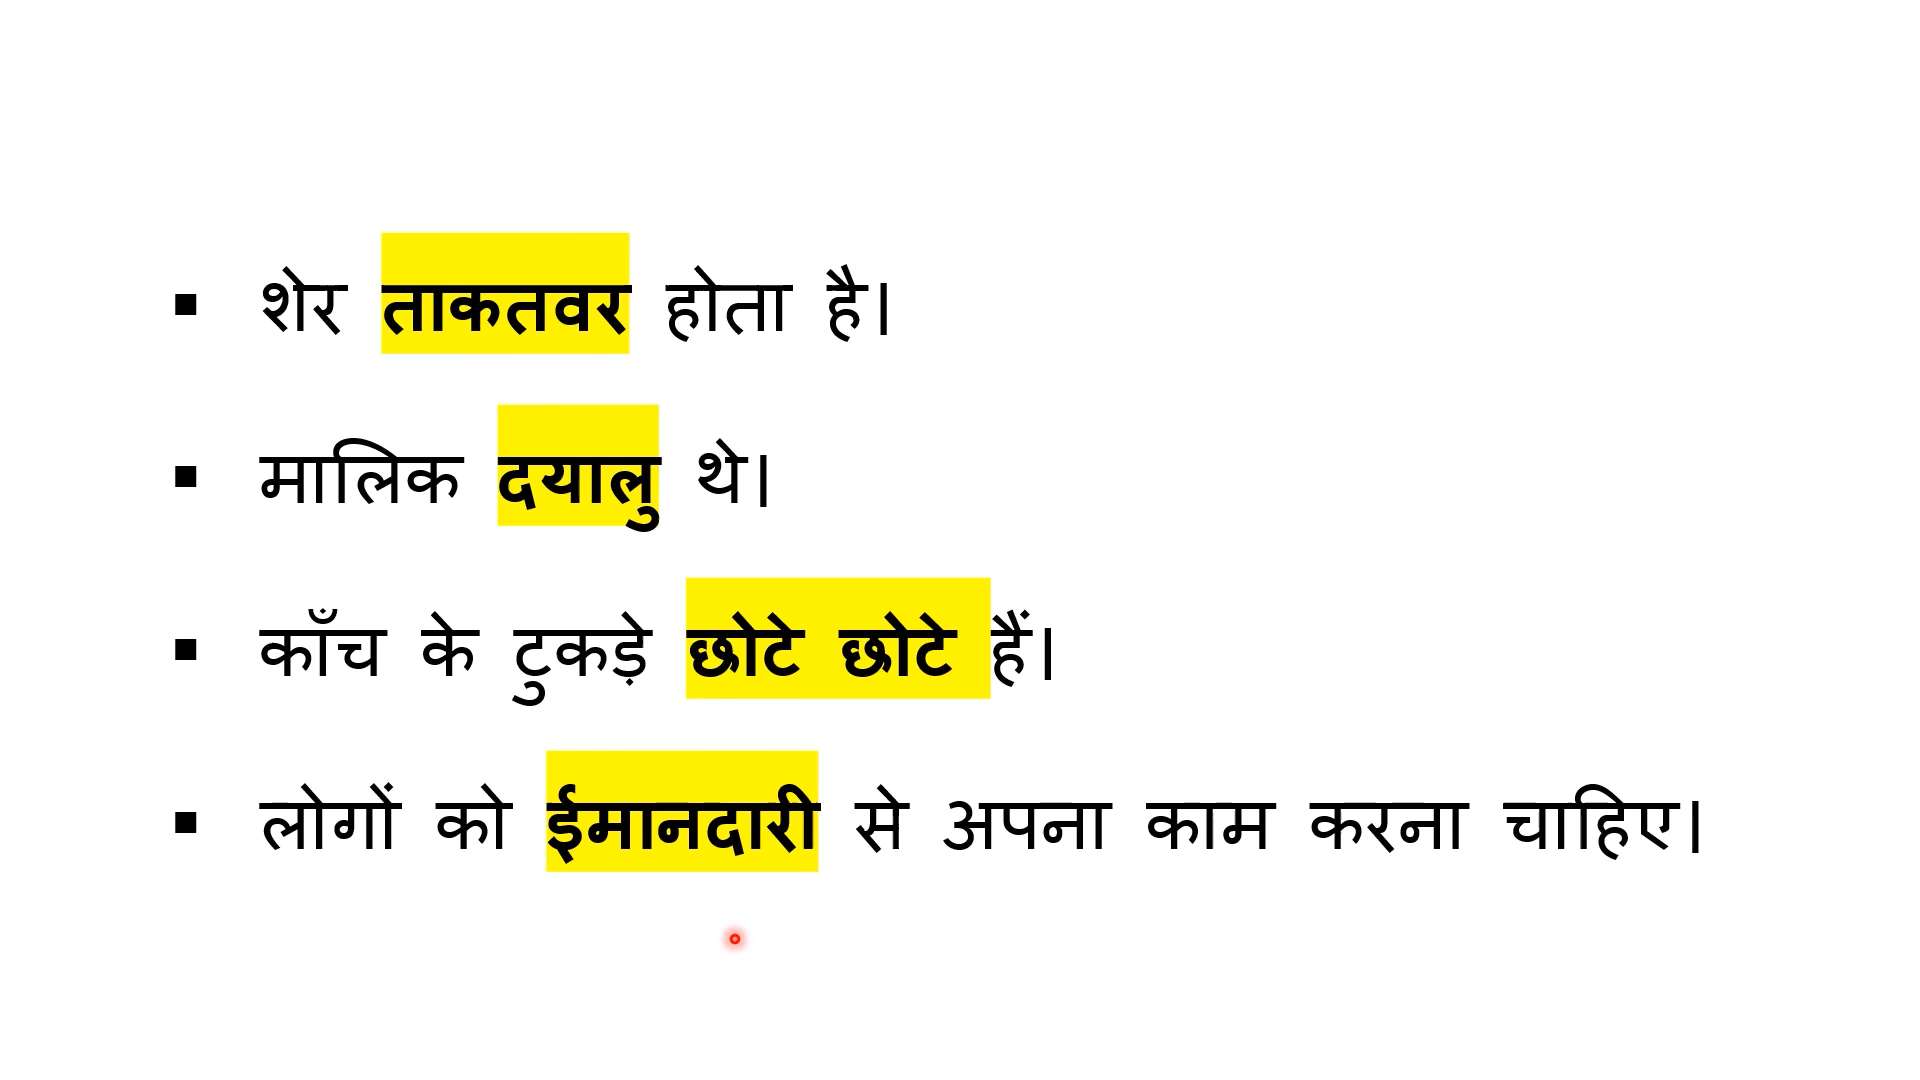 ▪ शेर ताकतवर होता है।
▪ मालिक दयालु थे।
▪ काँच के टुकड़े छोटे छोटे हैं।
▪ लोगों को ईमानदारी से अपना काम करना चाहिए।